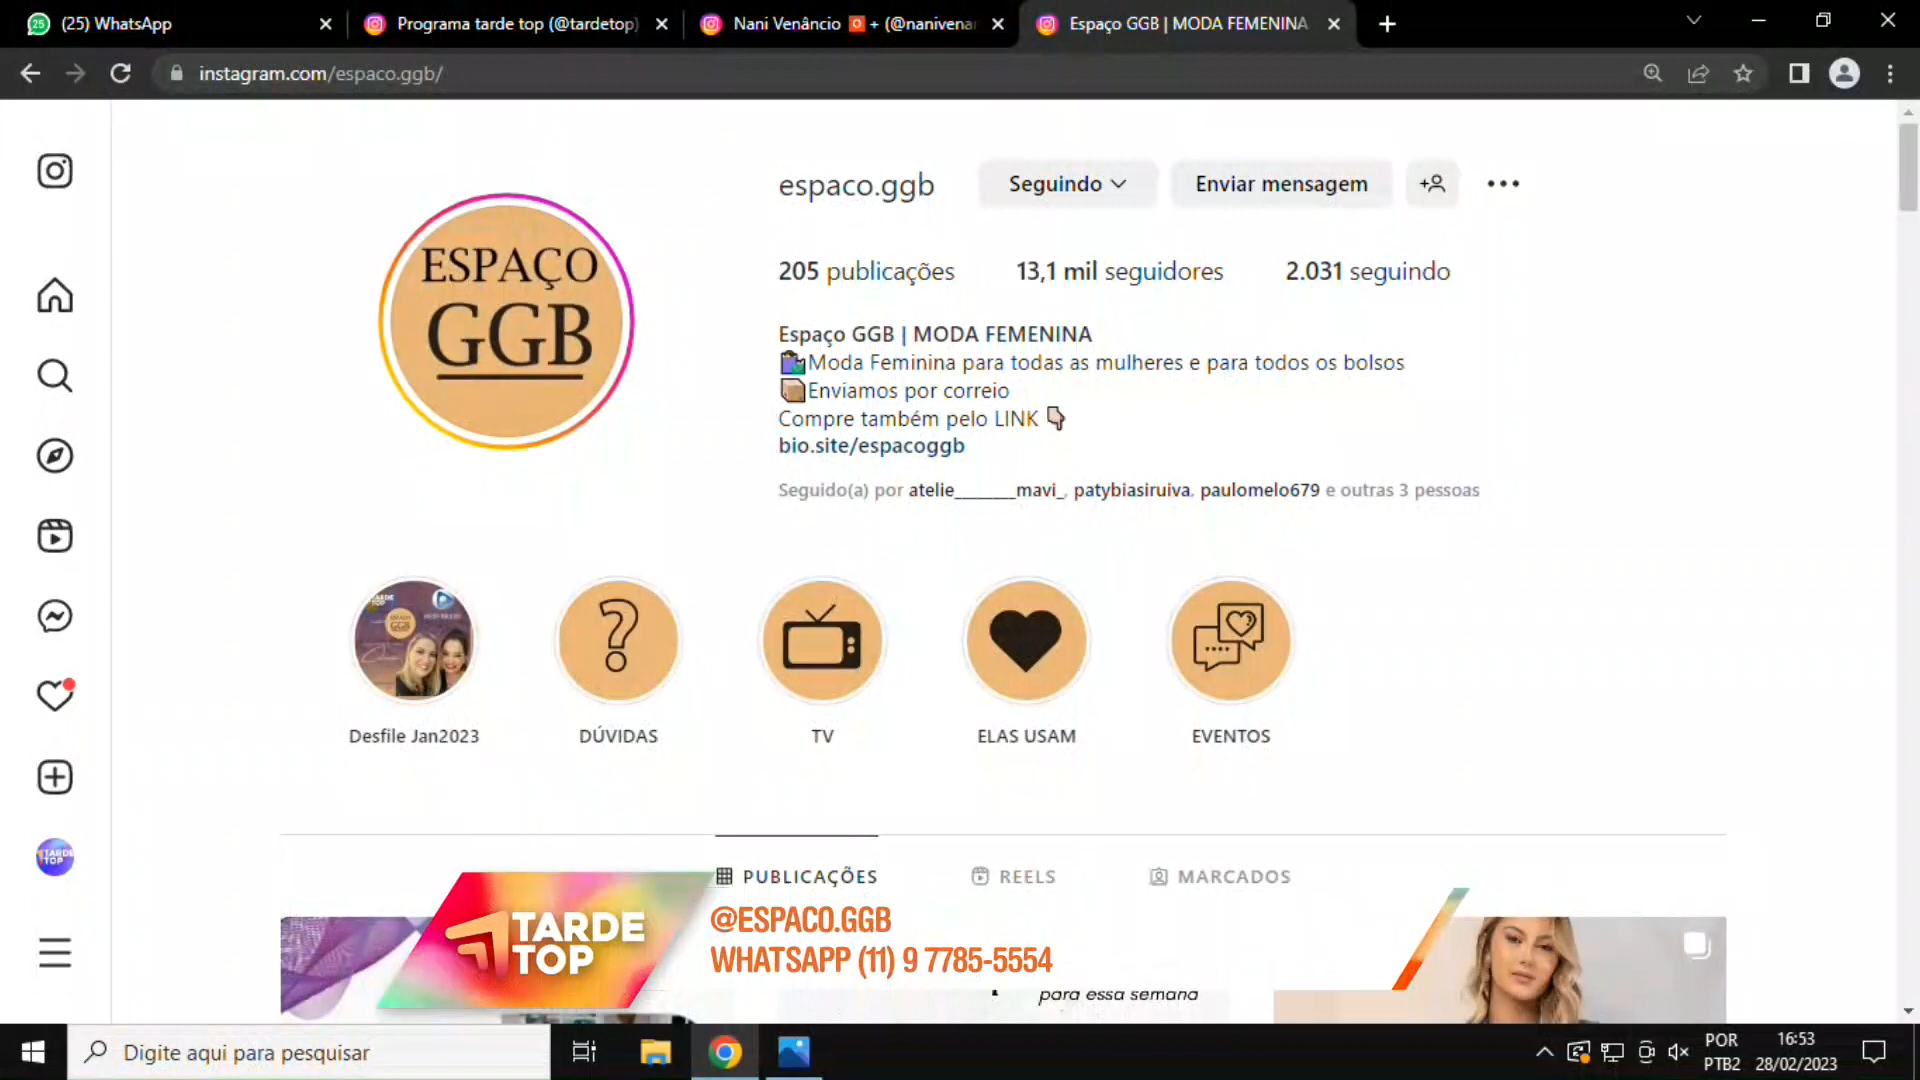 (25) WhatsApp
Programa tarde top (@tardetop)
Nani Venâncio + (@nanivena
Espaço GGB | MODA FEMENINA
instagram.com/espaco.ggb/
espaco.ggb
Seguindo
Enviar mensagem
ESPAÇO
GGB
205 publicações
13,1 mil seguidores
2.031 seguindo
Espaço GGB | MODA FEMENINA
Moda Feminina para todas as mulheres e para todos os bolsos
Enviamos por correio
Compre também pelo LINK
bio.site/espacoggb
Seguido(a) por atelie_______mavi_, patybiasiruiva, paulomelo679 e outras 3 pessoas
Desfile Jan2023
DÚVIDAS
TV
ELAS USAM
EVENTOS
PUBLICAÇÕES
REELS
MARCADOS
TARDE
TOP
@ESPACO.GGB
WHATSAPP (11) 9 7785-5554
para essa semana
TARDE
TOP
Digite aqui para pesquisar
POR
PTB2
16:53
28/02/2023